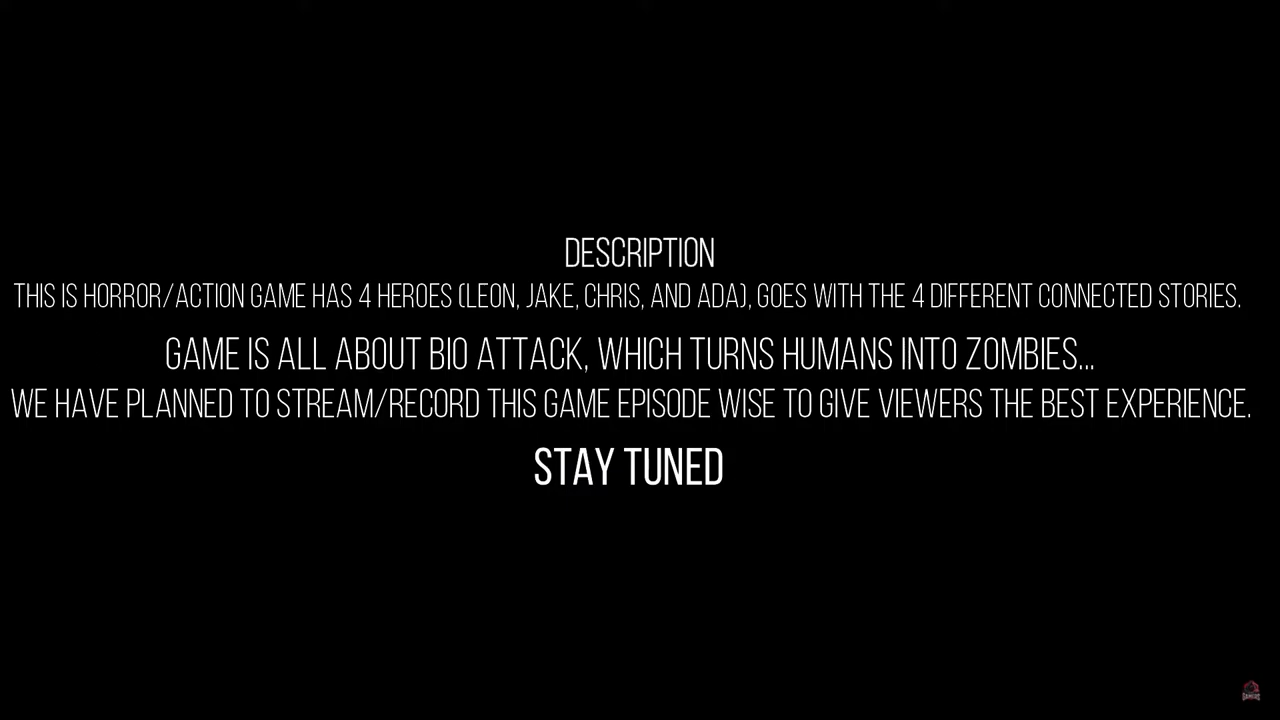 DESCRIPTION
THIS IS HORROR/ACTION GAME HAS 4 HEROES (LEON, JAKE, CHRIS, AND ADA), GOES WITH THE 4 DIFFERENT CONNECTED STORIES.
GAME IS ALL ABOUT BIO ATTACK, WHICH TURNS HUMANS INTO ZOMBIES...
WE HAVE PLANNED TO STREAM/RECORD THIS GAME EPISODE WISE TO GIVE VIEWERS THE BEST EXPERIENCE.
STAY TUNED